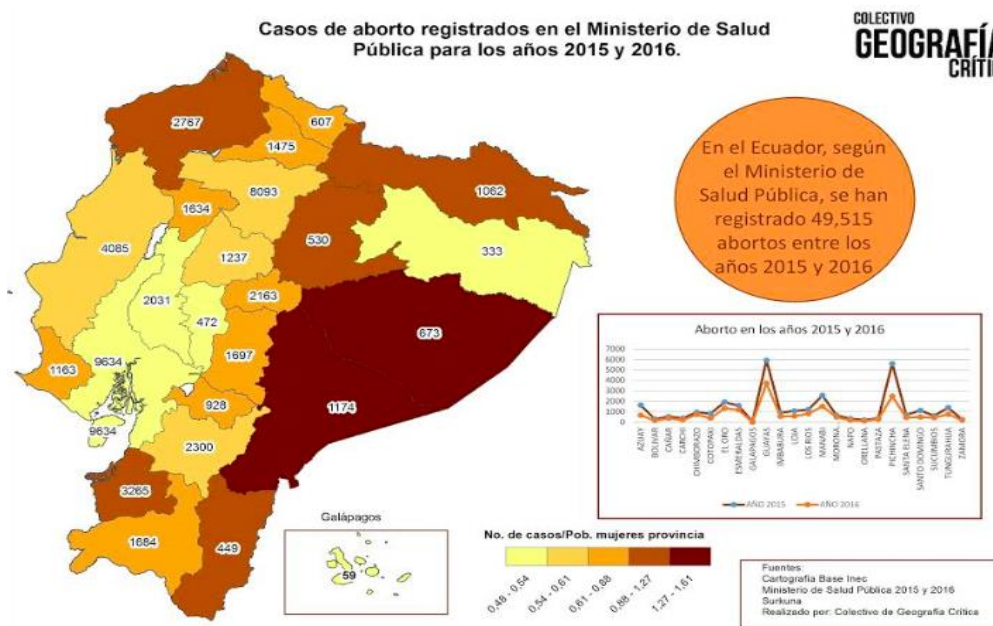 Casos de aborto registrados en el Ministerio de Salud
Pública para los años 2015 y 2016.
COLECTIVO
GEOGRAFÍA
CRÍTI
2787
607
1475
8093
1062
1634
530
333
4085
1237
2031
2163
472
673
1163
9634
1697
928
1174
9634
2300
3265
1684
449
En el Ecuador, según
el Ministerio de
Salud Pública, se han
registrado 49,515
abortos entre los
años 2015 y 2016
Aborto en los años 2015 y 2016
7000
6000
5000
4000
3000
2000
1000
0
AZUAY
BOLIVAR
CAÑAR
CARCHI
CHIMBORAZO
COTOPAXI
EL ORO
ESMERALDAS
GALAPAGOS
GUAYAS
IMBABURA
LOJA
LOS RIOS
MANABI
MORONA
NAPO
ORELLANA
PASTAZA
PICHINCHA
SANTA ELENA
SANTO DOMINGO
SUCUMBIOS
TUNGURAHUA
ZAMORA
AÑO 2015
AÑO 2016
Galápagos
59
No. de casos/Pob. mujeres provincia
0,48 - 0,54
0,54 - 0,61
0,61 - 0,88
0,88 - 1,27
1,27 - 1,61
Fuentes:
Cartografía Base Inec
Ministerio de Salud Pública 2015 y 2016
Surkuna
Realizado por: Colectivo de Geografía Crítica